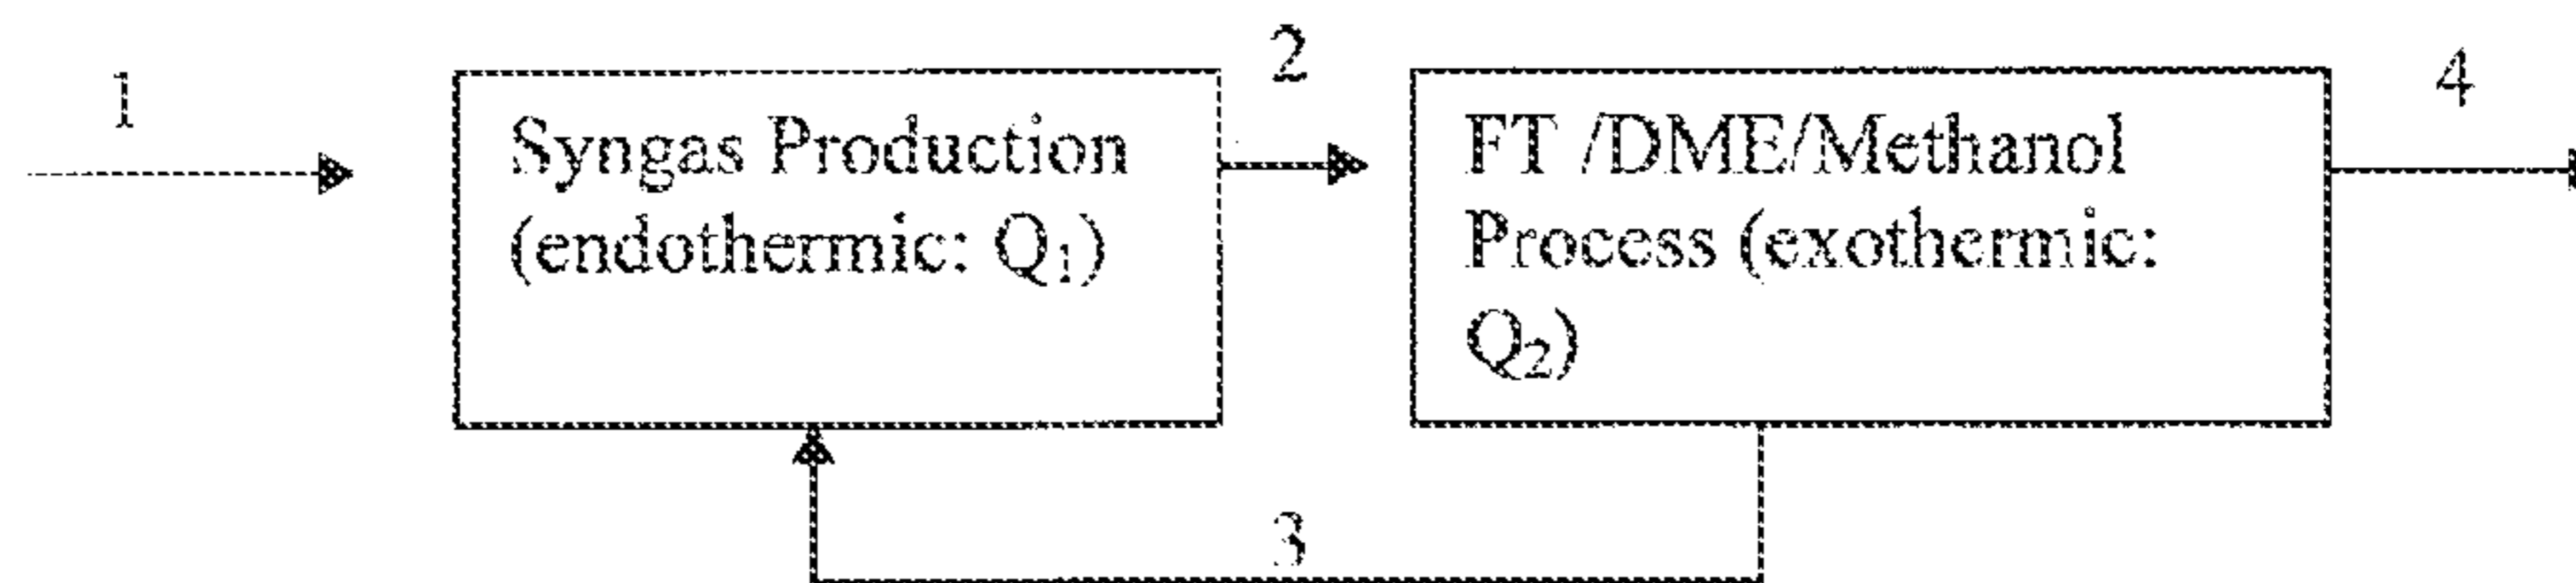 1
2
4
Syngas Production
(endothermic: Q₁)
FT /DME/Methanol
Process (exothermic:
Q₂)
3